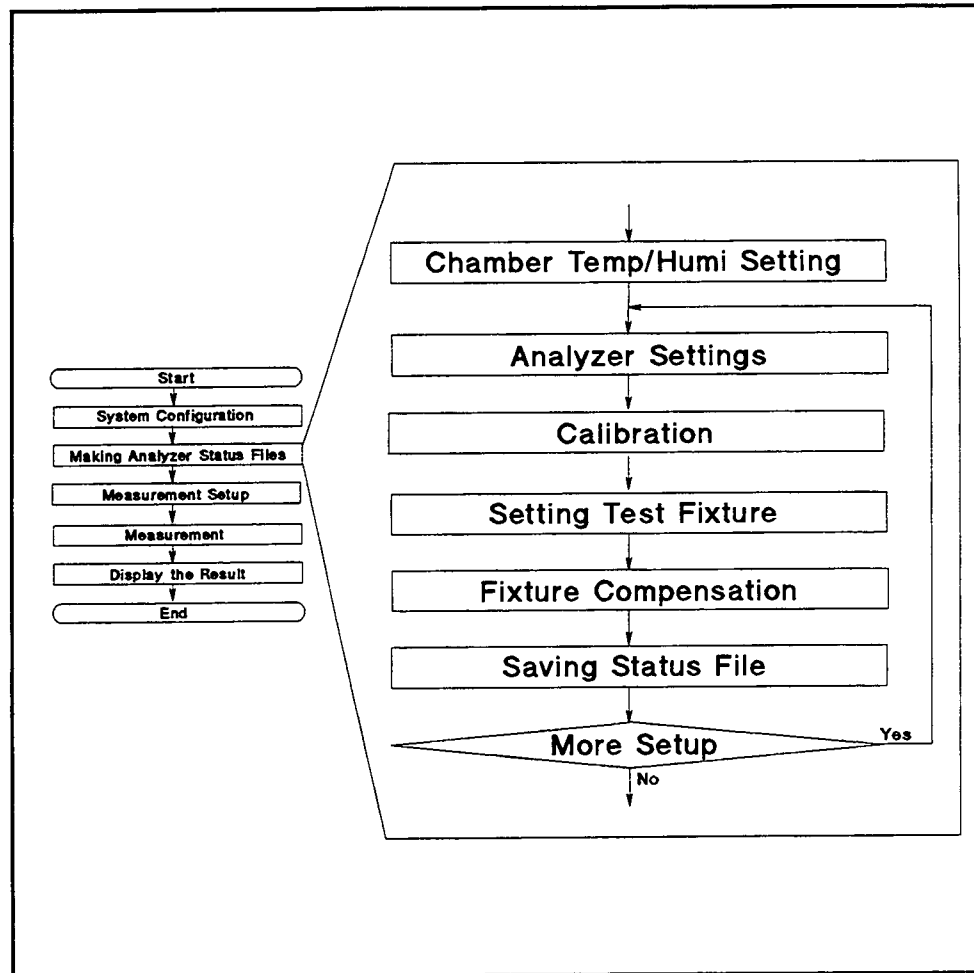 Start
System Configuration
Making Analyzer Status Files
Measurement Setup
Measurement
Display the Result
End
Chamber Temp/Humi Setting
Analyzer Settings
Calibration
Setting Test Fixture
Fixture Compensation
Saving Status File
More Setup
Yes
No